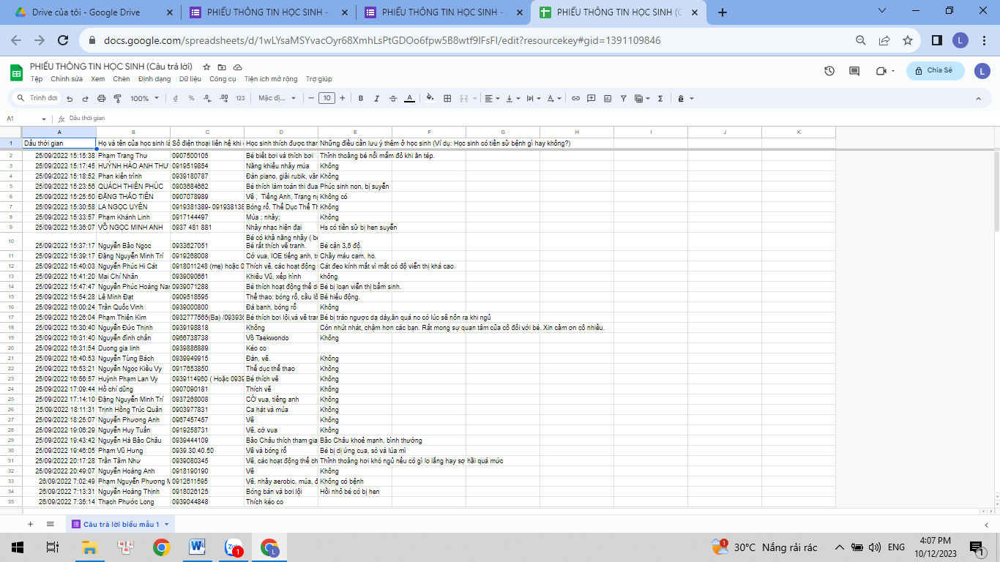 Drive của tôi - Google Drive
PHIẾU THÔNG TIN HỌC SINH -
PHIẾU THÔNG TIN HỌC SINH -
PHIẾU THÔNG TIN HỌC SINH (C
docs.google.com/spreadsheets/d/1wLYsaMSYvacOyr68XmhLsPtGDOo6fpw5B8wtf9IFsFI/edit?resourcekey#gid=1391109846
L
PHIẾU THÔNG TIN HỌC SINH (Câu trả lời)
Tệp Chỉnh sửa Xem Chèn Định dạng Dữ liệu Công cụ Tiện ích mở rộng Trợ giúp
Chia Sẻ
L
Trình đơn 100% đ % .0 .00 123 Mặc đị... 10 B I A
A1 fx Dấu thời gian
A B C D E F G H I J K
1 Dấu thời gian Họ và tên của học sinh là Số điện thoại liên hệ khi Học sinh thích được tham Những điều cần lưu ý thêm ở học sinh (Ví dụ: Học sinh có tiền sử bệnh gì hay không?)
2 25/09/2022 15:15:38 Phạm Trang Thư 0907500105 Bé biết bơi và thích bơi Thỉnh thoảng bé nổi mẩm đỏ khi ăn tép.
3 25/09/2022 15:17:45 HUỲNH HÀO ANH THƯ 0919519854 Năng khiếu nhảy múa Không
4 25/09/2022 15:18:52 Phan kiến trình 0939180787 Đàn piano, giải rubik, văn Không
5 25/09/2022 15:23:56 QUÁCH THIÊN PHÚC 0903684662 Bé thích làm toán thi đua Phúc sinh non, bị suyễn
6 25/09/2022 15:25:50 ĐẶNG THẢO TIÊN 0907078989 Vẽ , Tiếng Anh, Trạng ng Không có
7 25/09/2022 15:30:58 LA NGỌC UYÊN 0919381389- 091938138 Bóng rổ, Thể Dục Thể Th Không
8 25/09/2022 15:33:57 Phạm Khánh Linh 0917144497 Múa ; nhảy; Không
9 25/09/2022 15:36:07 VÕ NGỌC MINH ANH 0937 481 881 Nhảy nhạc hiện đại Hs có tiền sử bị hen suyễn
Bé có khả năng nhảy ( b
10 25/09/2022 15:37:17 Nguyễn Bảo Ngọc 0933627051 Bé rất thích vẽ tranh. Bé cận 3,5 độ.
11 25/09/2022 15:39:17 Đặng Nguyễn Minh Trí 0919268008 Cờ vua, IOE tiếng anh, tr Chảy máu cam, ho.
12 25/09/2022 15:40:03 Nguyễn Phúc Hi Cát 0918011248 (mẹ) hoặc 0 Thích vẽ, các hoạt động Cát đeo kính mắt vì mắt có độ viễn thị khá cao.
13 25/09/2022 15:41:20 Mai Chí Nhân 0939090661 Khiêu Vũ, xếp hình không
14 25/09/2022 15:47:47 Nguyễn Phúc Hoàng Nam 0939071288 Bé thích hoạt động thể d Bé bị loạn viễn thị bẩm sinh.
15 25/09/2022 15:54:28 Lê Minh Đạt 0909518595 Thể thao: bóng rổ, cầu lô Bé hiếu động.
16 25/09/2022 16:00:24 Trần Quốc Vinh 0939000800 Đá banh, bóng rổ Không
17 25/09/2022 16:26:04 Phạm Thiên Kim 0932777565(Ba) /093936 Bé thích bơi lội,và vẽ tran Bé bị trào ngược dạ dày,ăn quá no có lúc sẽ nôn ra khi ngủ
18 25/09/2022 16:30:40 Nguyễn Đức Thịnh 0939198818 Không Còn nhút nhát, chậm hơn các bạn. Rất mong sự quan tâm của cô đối với bé. Xin cảm ơn cô nhiều.
19 25/09/2022 16:31:40 Nguyễn đình chấn 0966738738 Võ Taekwondo Không
20 25/09/2022 16:31:54 Duong gia linh 0939886889 Kéo co
21 25/09/2022 16:40:53 Nguyễn Tùng Bách 0939949915 Đàn, vẽ. Không
22 25/09/2022 16:53:21 Nguyễn Ngọc Kiều Vy 0917653850 Thể dục thể thao Không
23 25/09/2022 16:56:57 Huỳnh Phạm Lan Vy 0939114960 ( Hoặc 0939 Bé thích vẽ Không
24 25/09/2022 17:09:44 Hồ chí dũng 0907090181 Thích vẽ Không
25 25/09/2022 17:14:10 Đặng Nguyễn Minh Trí 0937268008 CỜ vua, tiếng anh Không
26 25/09/2022 18:11:31 Trịnh Hồng Trúc Quân 0903977831 Ca hát và múa Không
27 25/09/2022 18:25:07 Nguyễn Phương Anh 0967457457 Vẽ Không
28 25/09/2022 19:06:29 Nguyễn Huy Tuấn 0919258731 Vẽ, cờ vua Không
29 25/09/2022 19:43:42 Nguyễn Hà Bảo Châu 0939444109 Bảo Châu thích tham gia Bảo Châu khoẻ mạnh, bình thường
30 25/09/2022 19:46:05 Phạm Vũ Hưng 0939.30.40.50 Vẽ và bóng rổ Bé bị dị ứng cua, sò và lúa mì
31 25/09/2022 20:17:28 Trần Tâm Như 0939080345 Vẽ, các hoạt động thể ch Thỉnh thoảng hơi khó ngủ nếu có gì lo lắng hay sợ hãi quá mức
32 25/09/2022 20:49:07 Nguyễn Hoàng Anh 0918190190 Vẽ Không
33 26/09/2022 7:02:49 Phạm Nguyễn Phương M 0912611595 Vẽ, nhảy aerobic, múa, đ Không có bệnh
34 26/09/2022 7:13:31 Nguyễn Hoàng Thịnh 0918026125 Bóng bàn và bơi lội Hồi nhỏ bé có bị hen
35 26/09/2022 7:35:14 Thạch Phước Long 0939044848 Thích kéo co
Câu trả lời biểu mẫu 1
30°C Nắng rải rác ENG 4:07 PM
10/12/2023